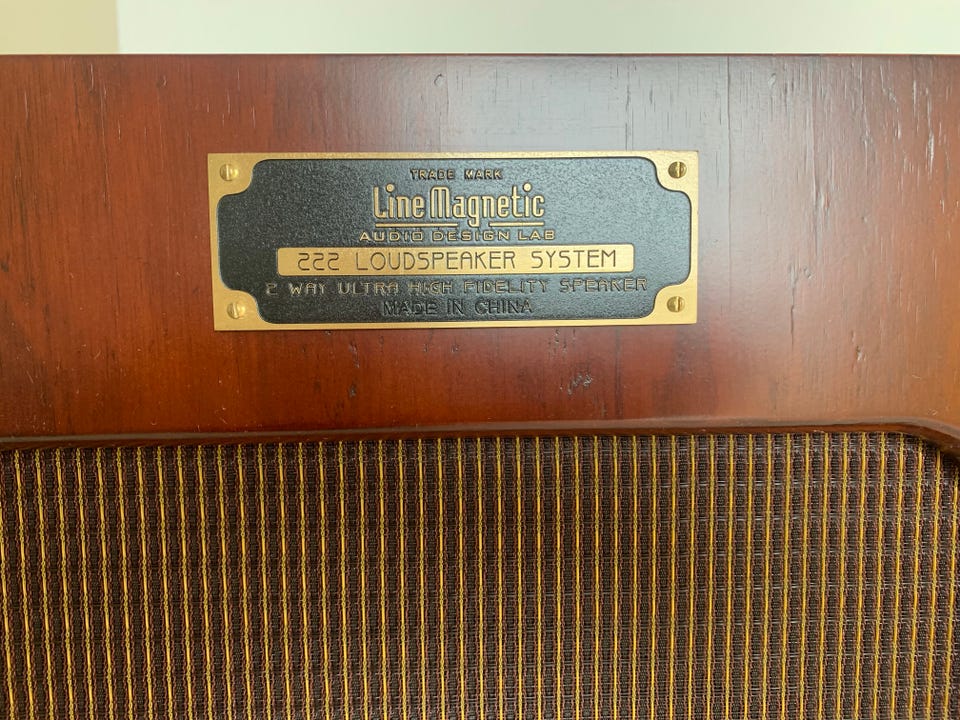 TRADE MARK
Line Magnetic
AUDIO DESIGN LAB
222 LOUDSPEAKER SYSTEM
2 WAY ULTRA HIGH FIDELITY SPEAKER
MADE IN CHINA